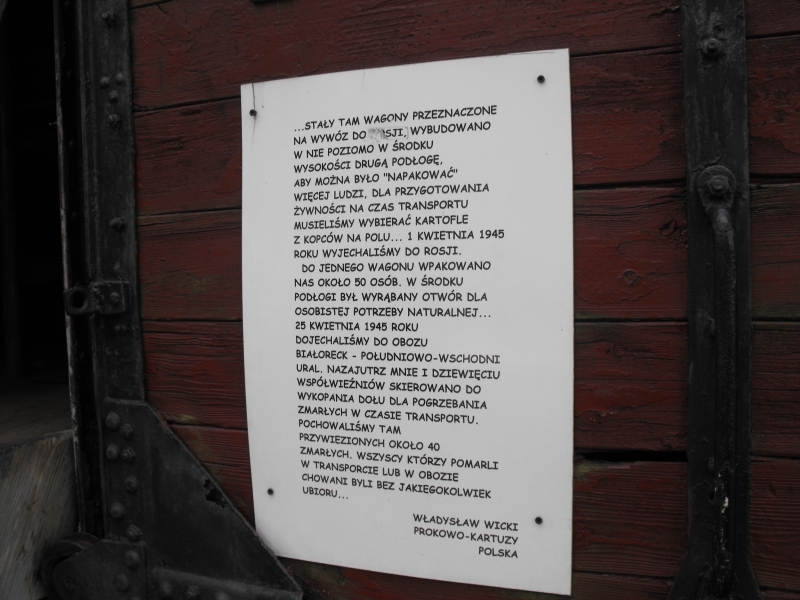 ...STAŁY TAM WAGONY PRZEZNACZONE
NA WYWÓZ DO ROSJI, WYBUDOWANO
W NIE POZIOMO W ŚRODKU
WYSOKOŚCI DRUGĄ PODŁOGĘ,
ABY MOŻNA BYŁO "NAPAKOWAĆ"
WIĘCEJ LUDZI, DLA PRZYGOTOWANIA
ŻYWNOŚCI NA CZAS TRANSPORTU
MUSIELIŚMY WYBIERAĆ KARTOFLE
Z KOPCÓW NA POLU... 1 KWIETNIA 1945
ROKU WYJECHALIŚMY DO ROSJI.
DO JEDNEGO WAGONU WPAKOWANO
NAS OKOŁO 50 OSÓB. W ŚRODKU
PODŁOGI BYŁ WYRĄBANY OTWÓR DLA
OSOBISTEJ POTRZEBY NATURALNEJ...
25 KWIETNIA 1945 ROKU
DOJECHALIŚMY DO OBOZU
BIAŁORECK - POŁUDNIOWO-WSCHODNI
URAL. NAZAJUTRZ MNIE I DZIEWIĘCIU
WSPÓŁWIEŹNIÓW SKIEROWANO DO
WYKOPANIA DOŁU DLA POGRZEBANIA
ZMARŁYCH W CZASIE TRANSPORTU.
POCHOWALIŚMY TAM
PRZYWIEZIONYCH OKOŁO 40
ZMARŁYCH. WSZYSCY KTÓRZY POMARLI
W TRANSPORCIE LUB W OBOZIE
CHOWANI BYLI BEZ JAKIEGOKOLWIEK
UBIORU...
WŁADYSŁAW WICKI
PROKOWO-KARTUZY
POLSKA